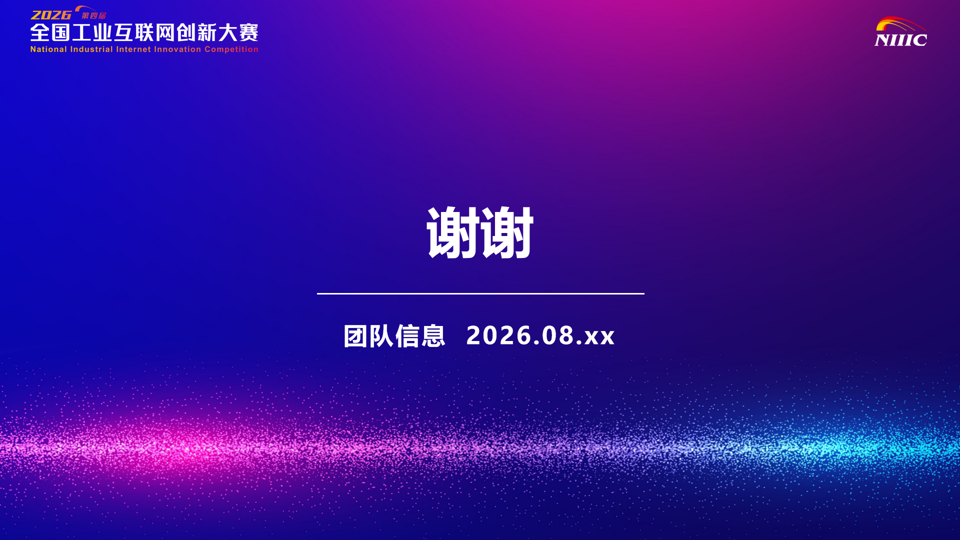 2026 第四届
全国工业互联网创新大赛
National Industrial Internet Innovation Competition
NIIIC
谢谢
团队信息 2026.08.xx